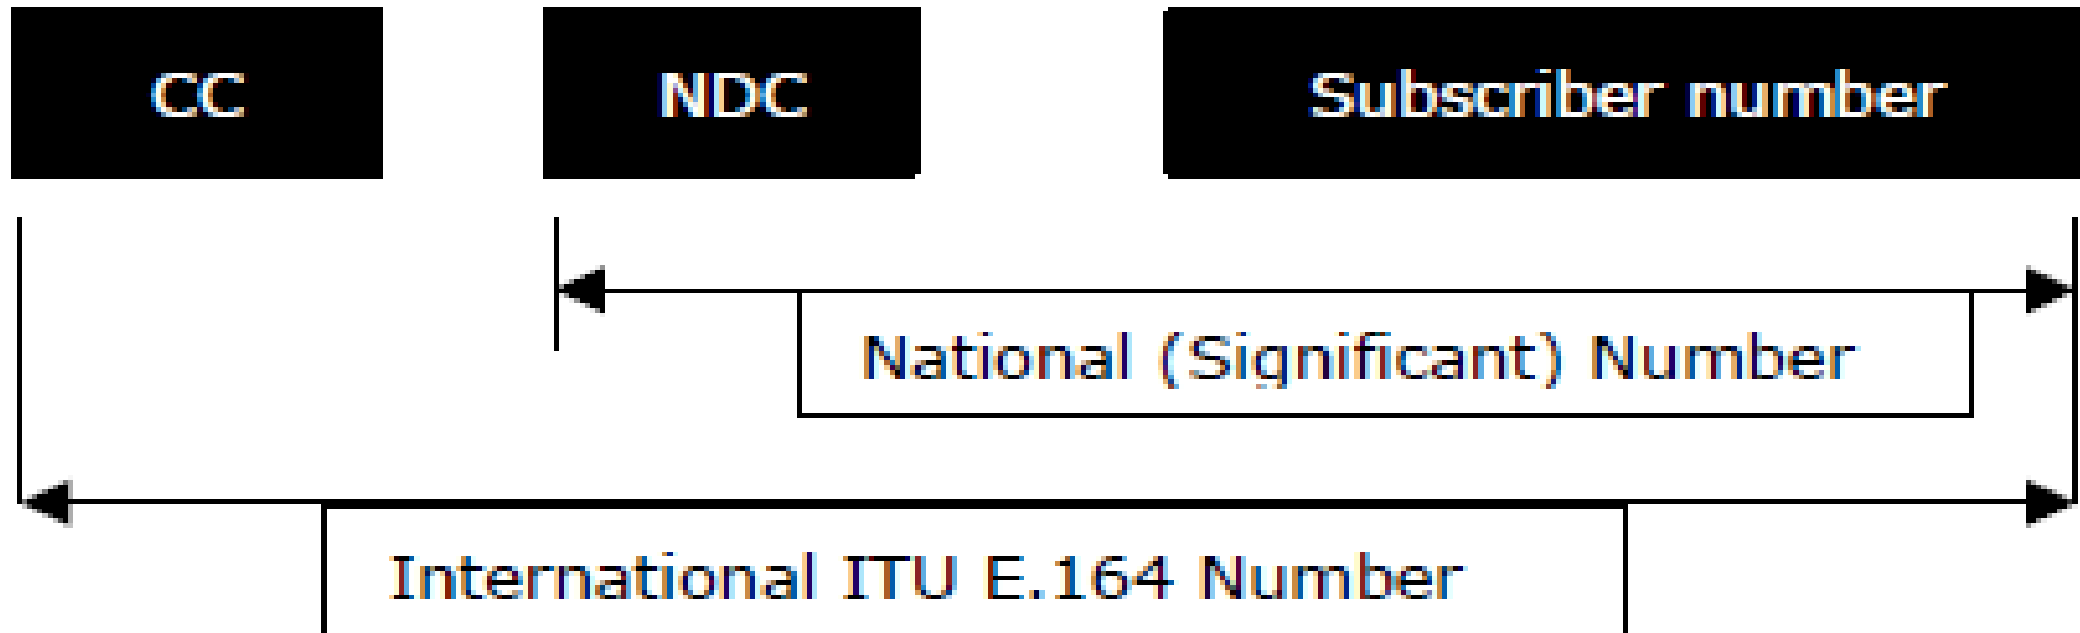 CC NDC Subscriber number
National (Significant) Number
International ITU E.164 Number